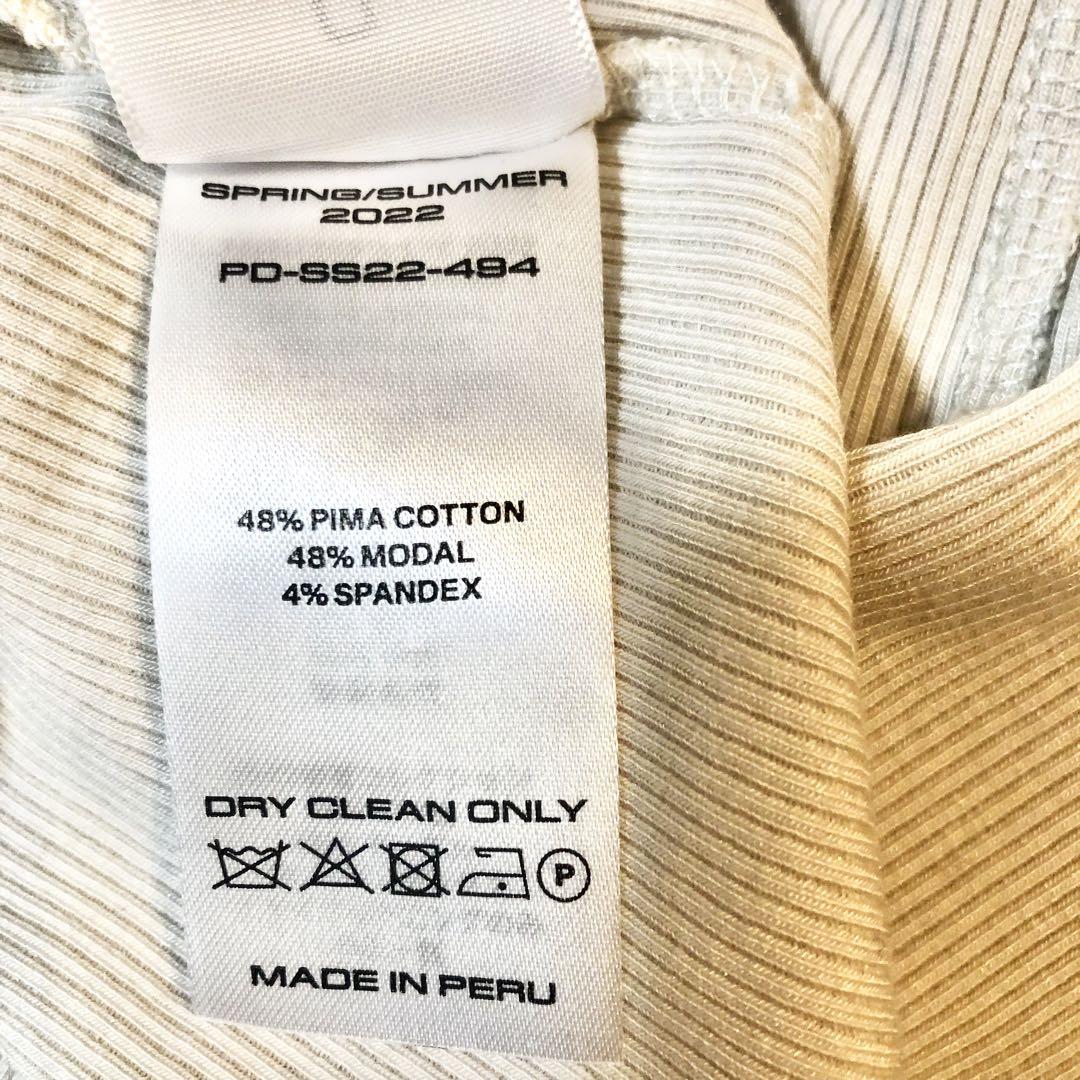 SPRING/SUMMER
2022
PD-SS22-494
48% PIMA COTTON
48% MODAL
4% SPANDEX
DRY CLEAN ONLY
P
MADE IN PERU